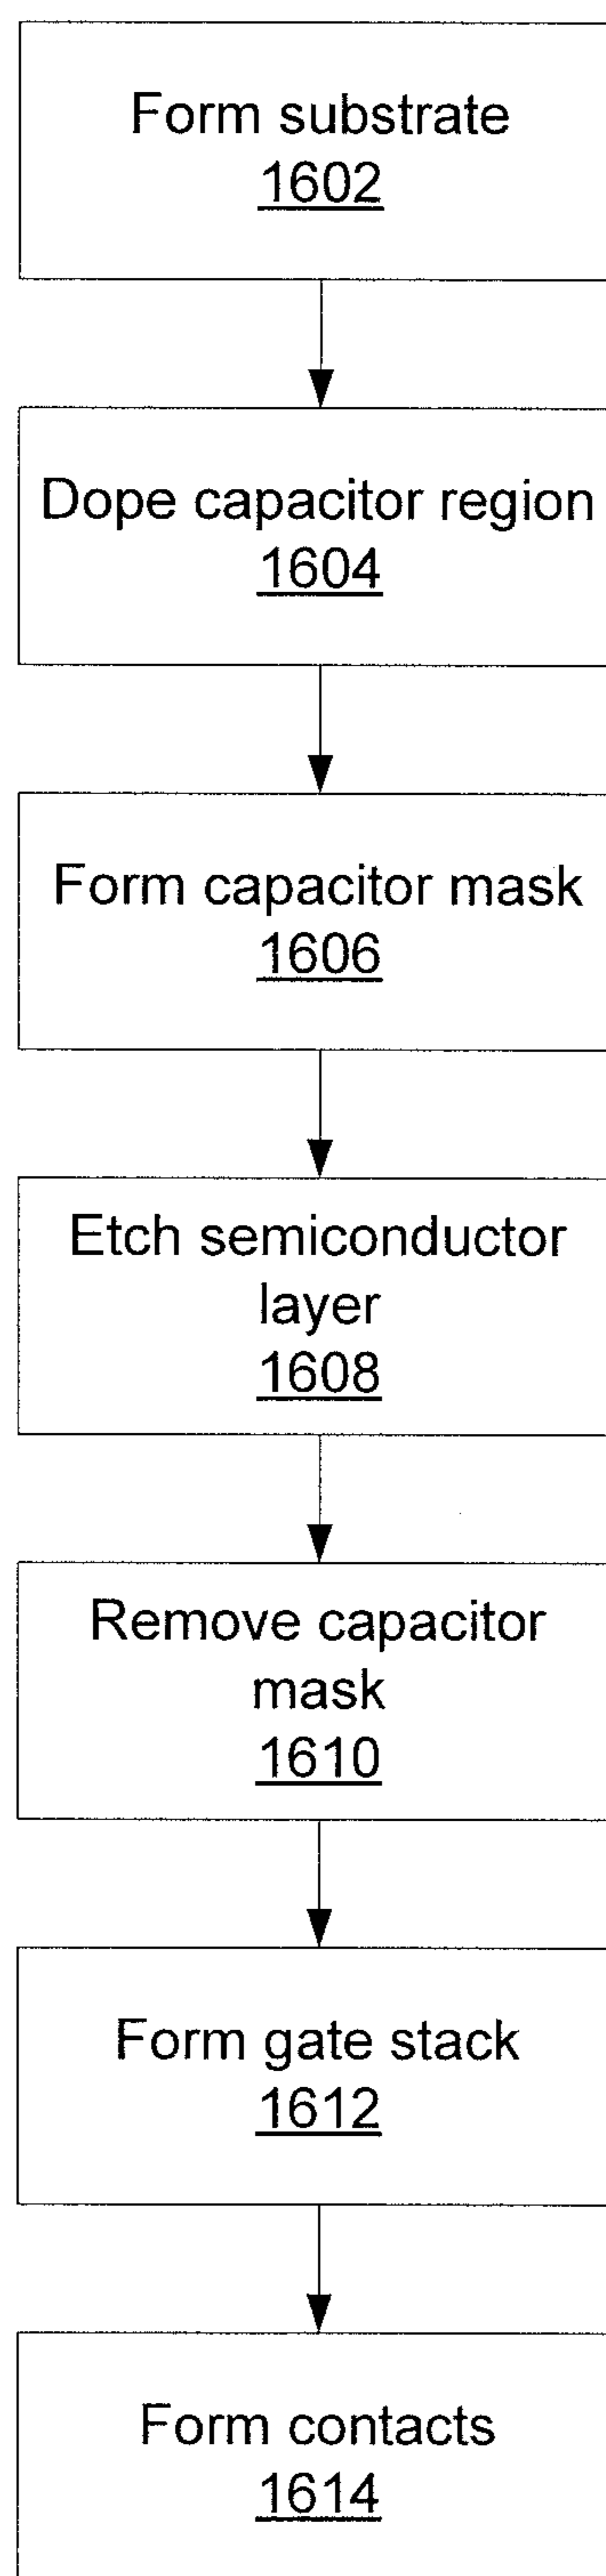 Form substrate
1602
Dope capacitor region
1604
Form capacitor mask
1606
Etch semiconductor
layer
1608
Remove capacitor
mask
1610
Form gate stack
1612
Form contacts
1614